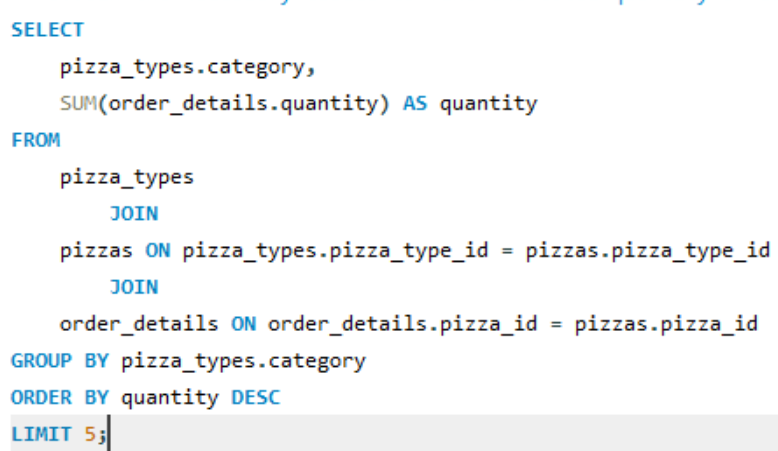 SELECT
pizza_types.category,
SUM(order_details.quantity) AS quantity
FROM
pizza_types
JOIN
pizzas ON pizza_types.pizza_type_id = pizzas.pizza_type_id
JOIN
order_details ON order_details.pizza_id = pizzas.pizza_id
GROUP BY pizza_types.category
ORDER BY quantity DESC
LIMIT 5;